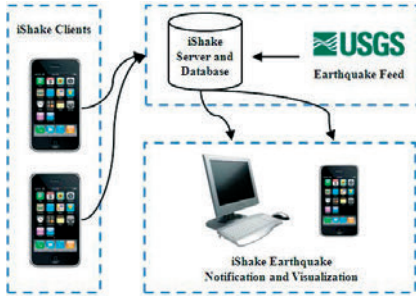 iShake Clients
iShake
Server and
Database
USGS
Earthquake Feed
iShake Earthquake
Notification and Visualization